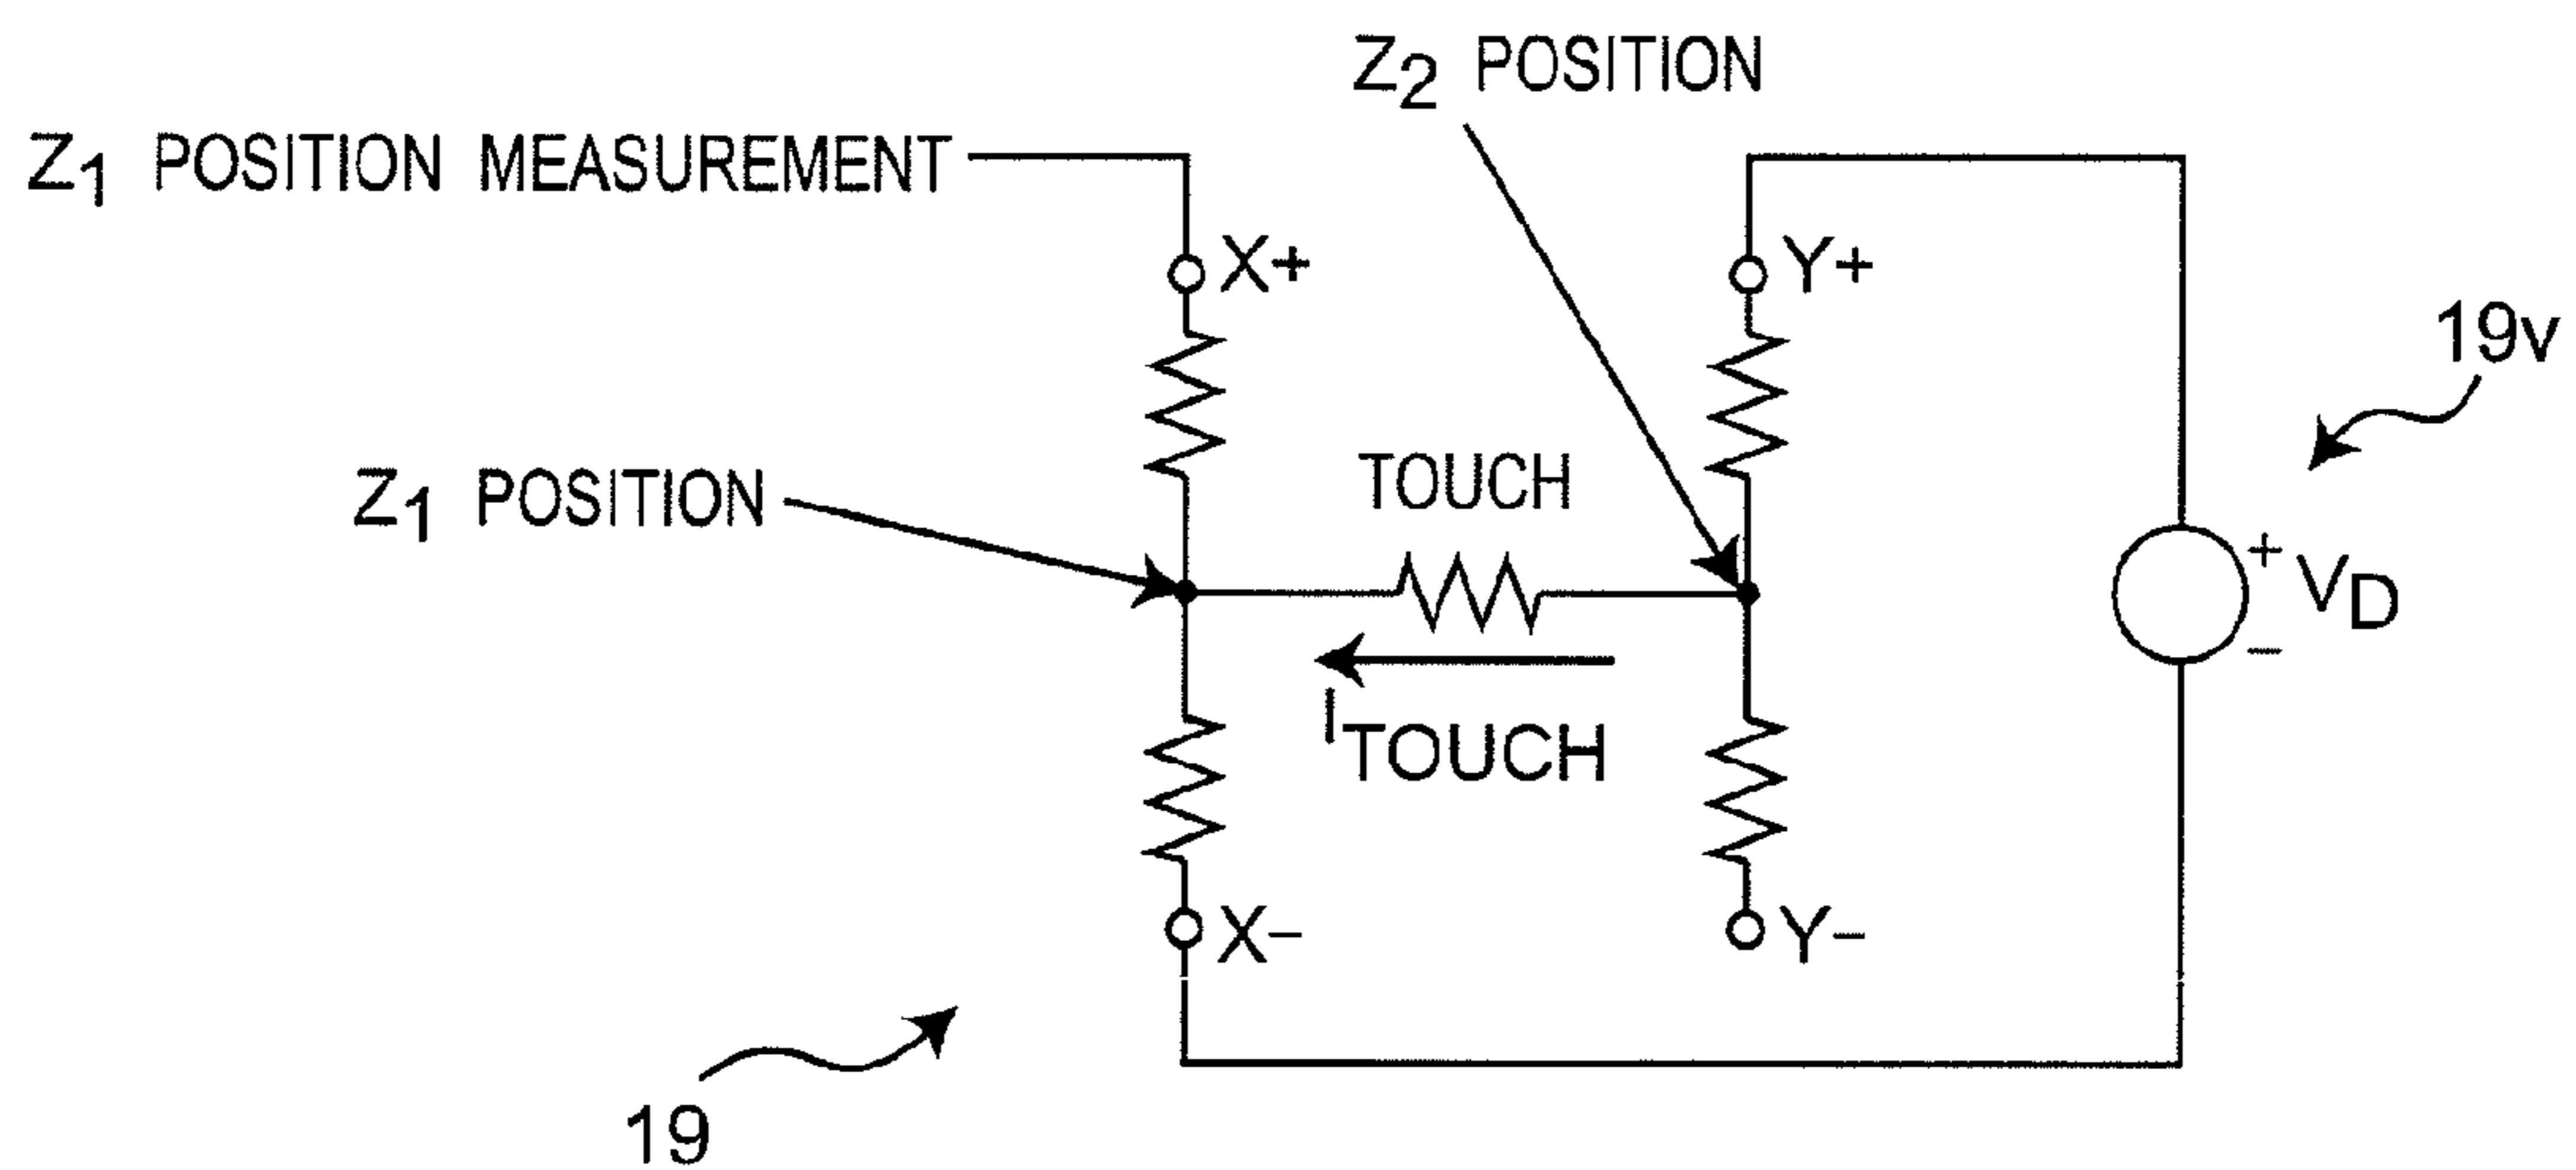 Z2 POSITION
Z1 POSITION MEASUREMENT
X+
Y+
19v
Z1 POSITION
TOUCH
+
VD
−
ITOUCH
X−
Y−
19